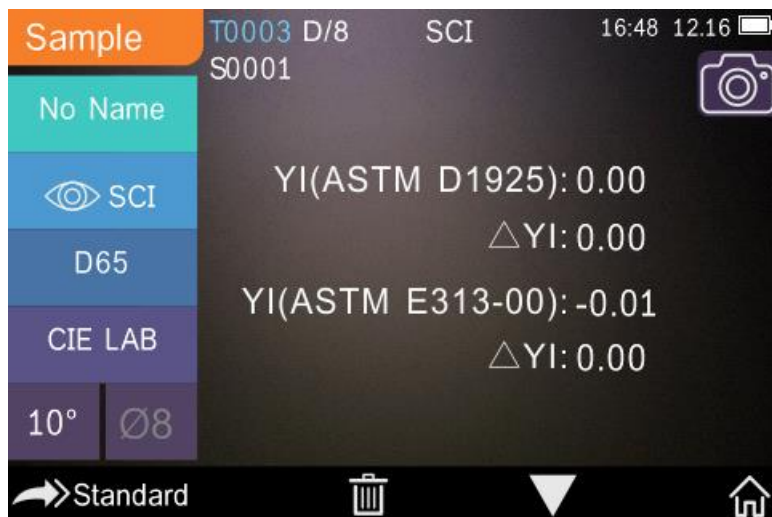 Sample
T0003 D/8 SCI 16:48 12.16
S0001
No Name
SCI
D65
CIE LAB
10° Ø8
YI(ASTM D1925): 0.00
△YI: 0.00
YI(ASTM E313-00): -0.01
△YI: 0.00
Standard